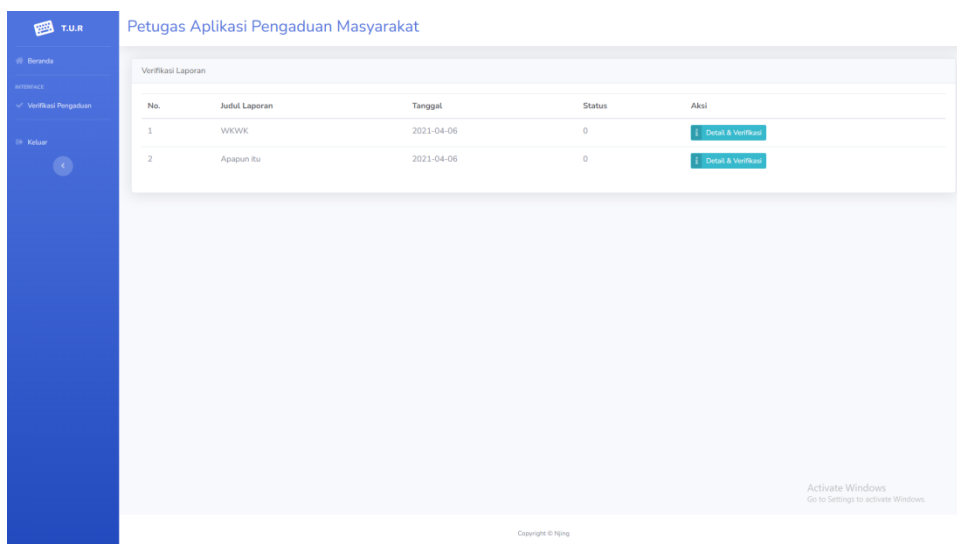 T.U.R
Petugas Aplikasi Pengaduan Masyarakat
Beranda
INTERFACE
Verifikasi Pengaduan
Keluar
Verifikasi Laporan
No. Judul Laporan Tanggal Status Aksi
1 WKWK 2021-04-06 0 Detail & Verifikasi
2 Apapun itu 2021-04-06 0 Detail & Verifikasi
Activate Windows
Go to Settings to activate Windows.
Copyright © Njing